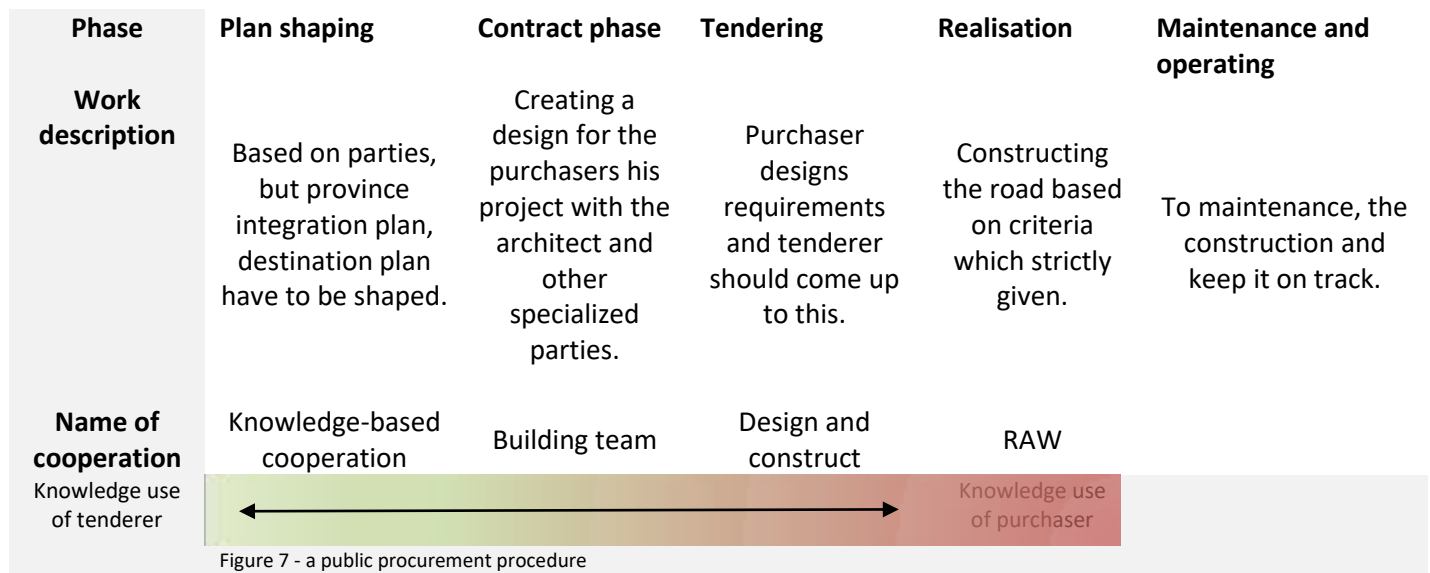 Phase
Plan shaping
Contract phase
Tendering
Realisation
Maintenance and
operating
Work
description
Based on parties,
but province
integration plan,
destination plan
have to be shaped.
Creating a
design for the
purchasers his
project with the
architect and
other
specialized
parties.
Purchaser
designs
requirements
and tenderer
should come up
to this.
Constructing
the road based
on criteria
which strictly
given.
To maintenance, the
construction and
keep it on track.
Name of
cooperation
Knowledge-based
cooperation
Building team
Design and
construct
RAW
Knowledge use
of tenderer
Knowledge use
of purchaser
Figure 7 - a public procurement procedure